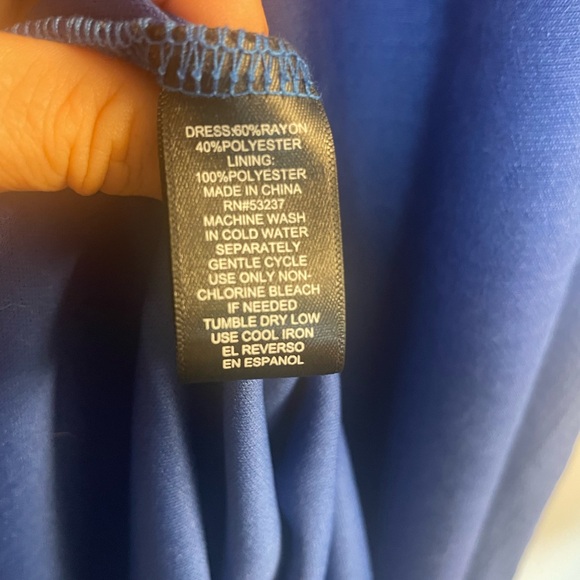 DRESS:60%RAYON
40%POLYESTER
LINING:
100%POLYESTER
MADE IN CHINA
RN#53237
MACHINE WASH
IN COLD WATER
SEPARATELY
GENTLE CYCLE
USE ONLY NON-
CHLORINE BLEACH
IF NEEDED
TUMBLE DRY LOW
USE COOL IRON
EL REVERSO
EN ESPANOL